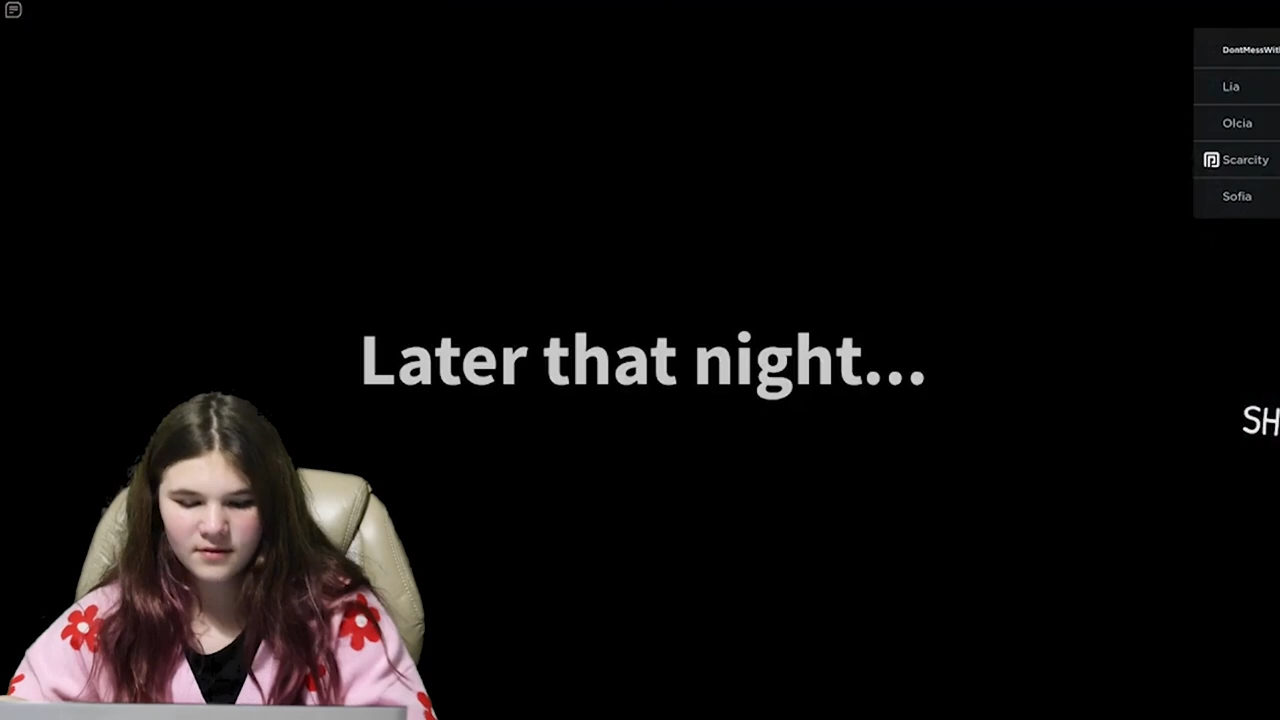 DontMessWit
Lia
Olcia
Scarcity
Sofia
Later that night...
SH